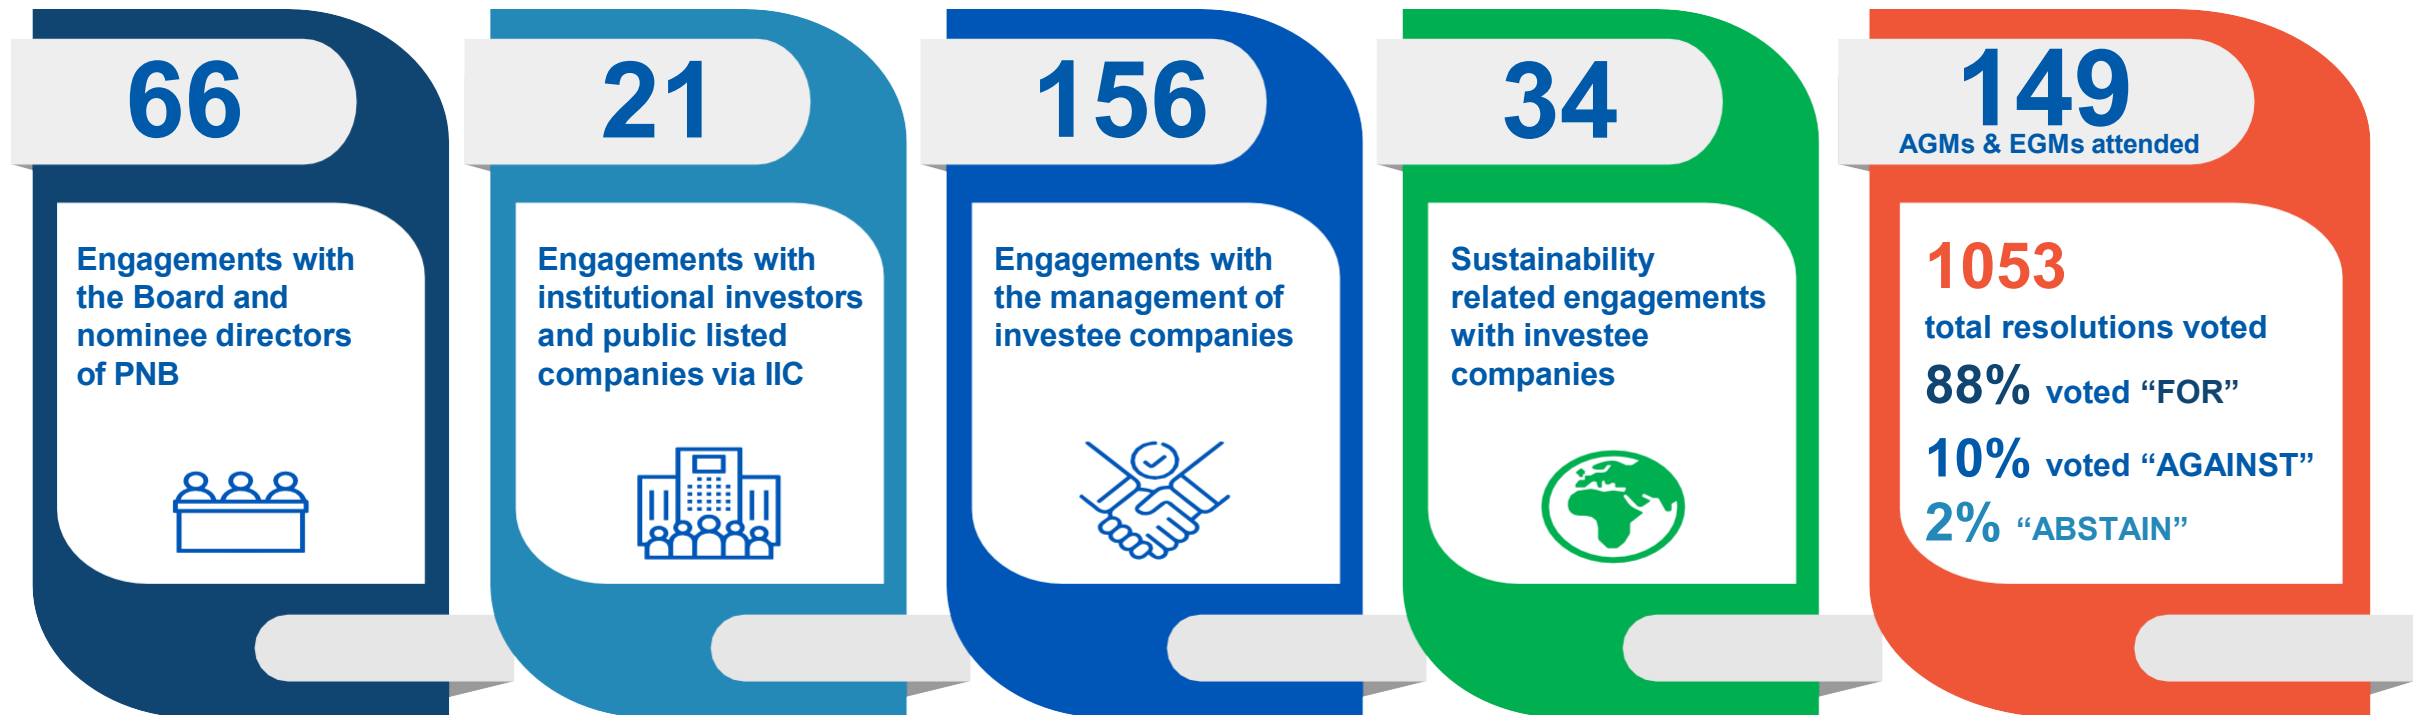 66
Engagements with
the Board and
nominee directors
of PNB
21
Engagements with
institutional investors
and public listed
companies via IIC
156
Engagements with
the management of
investee companies
34
Sustainability
related engagements
with investee
companies
149
AGMs & EGMs attended
1053
total resolutions voted
88% voted “FOR”
10% voted “AGAINST”
2% “ABSTAIN”